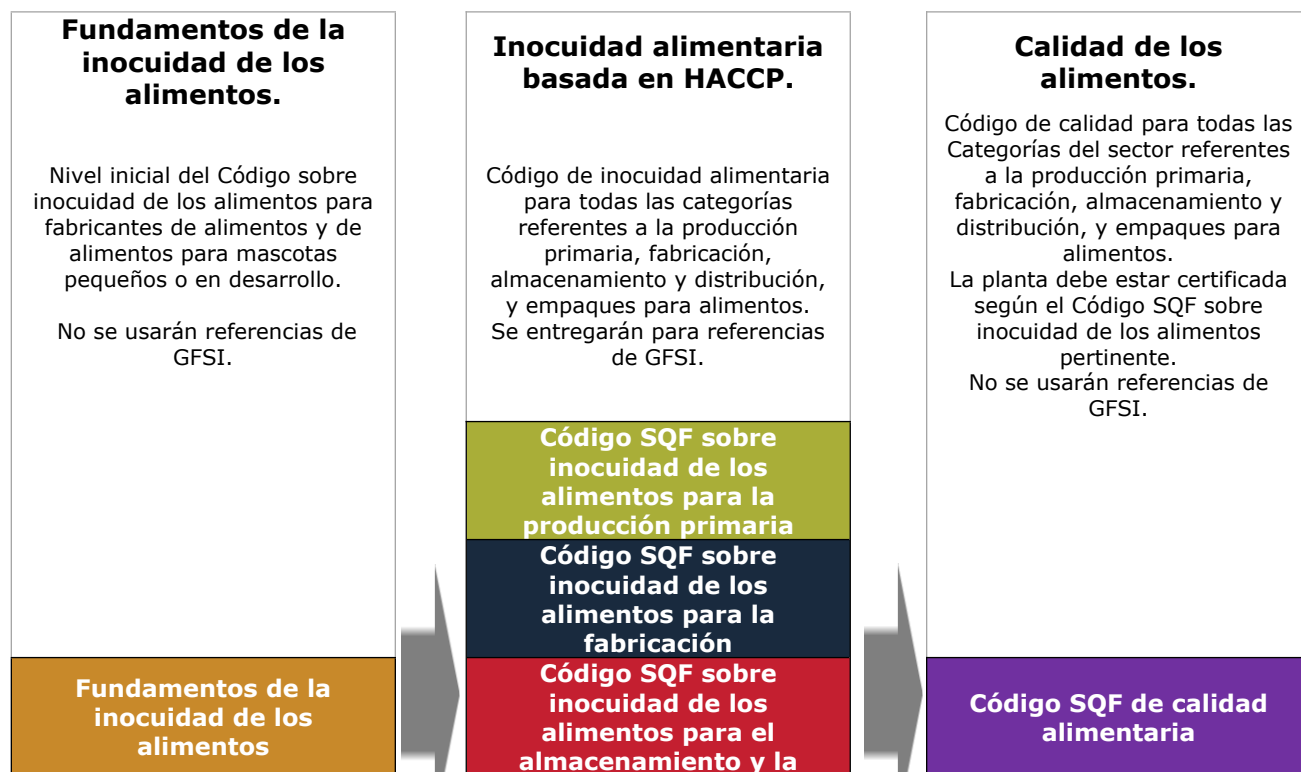 Fundamentos de la
inocuidad de los
alimentos.
Nivel inicial del Código sobre
inocuidad de los alimentos para
fabricantes de alimentos y de
alimentos para mascotas
pequeños o en desarrollo.
No se usarán referencias de
GFSI.
Fundamentos de la
inocuidad de los
alimentos
Inocuidad alimentaria
basada en HACCP.
Código de inocuidad alimentaria
para todas las categorías
referentes a la producción
primaria, fabricación,
almacenamiento y distribución,
y empaques para alimentos.
Se entregarán para referencias
de GFSI.
Código SQF sobre
inocuidad de los
alimentos para la
producción primaria
Código SQF sobre
inocuidad de los
alimentos para la
fabricación
Código SQF sobre
inocuidad de los
alimentos para el
almacenamiento y la
Calidad de los
alimentos.
Código de calidad para todas las
Categorías del sector referentes
a la producción primaria,
fabricación, almacenamiento y
distribución, y empaques para
alimentos.
La planta debe estar certificada
según el Código SQF sobre
inocuidad de los alimentos
pertinente.
No se usarán referencias de
GFSI.
Código SQF de calidad
alimentaria